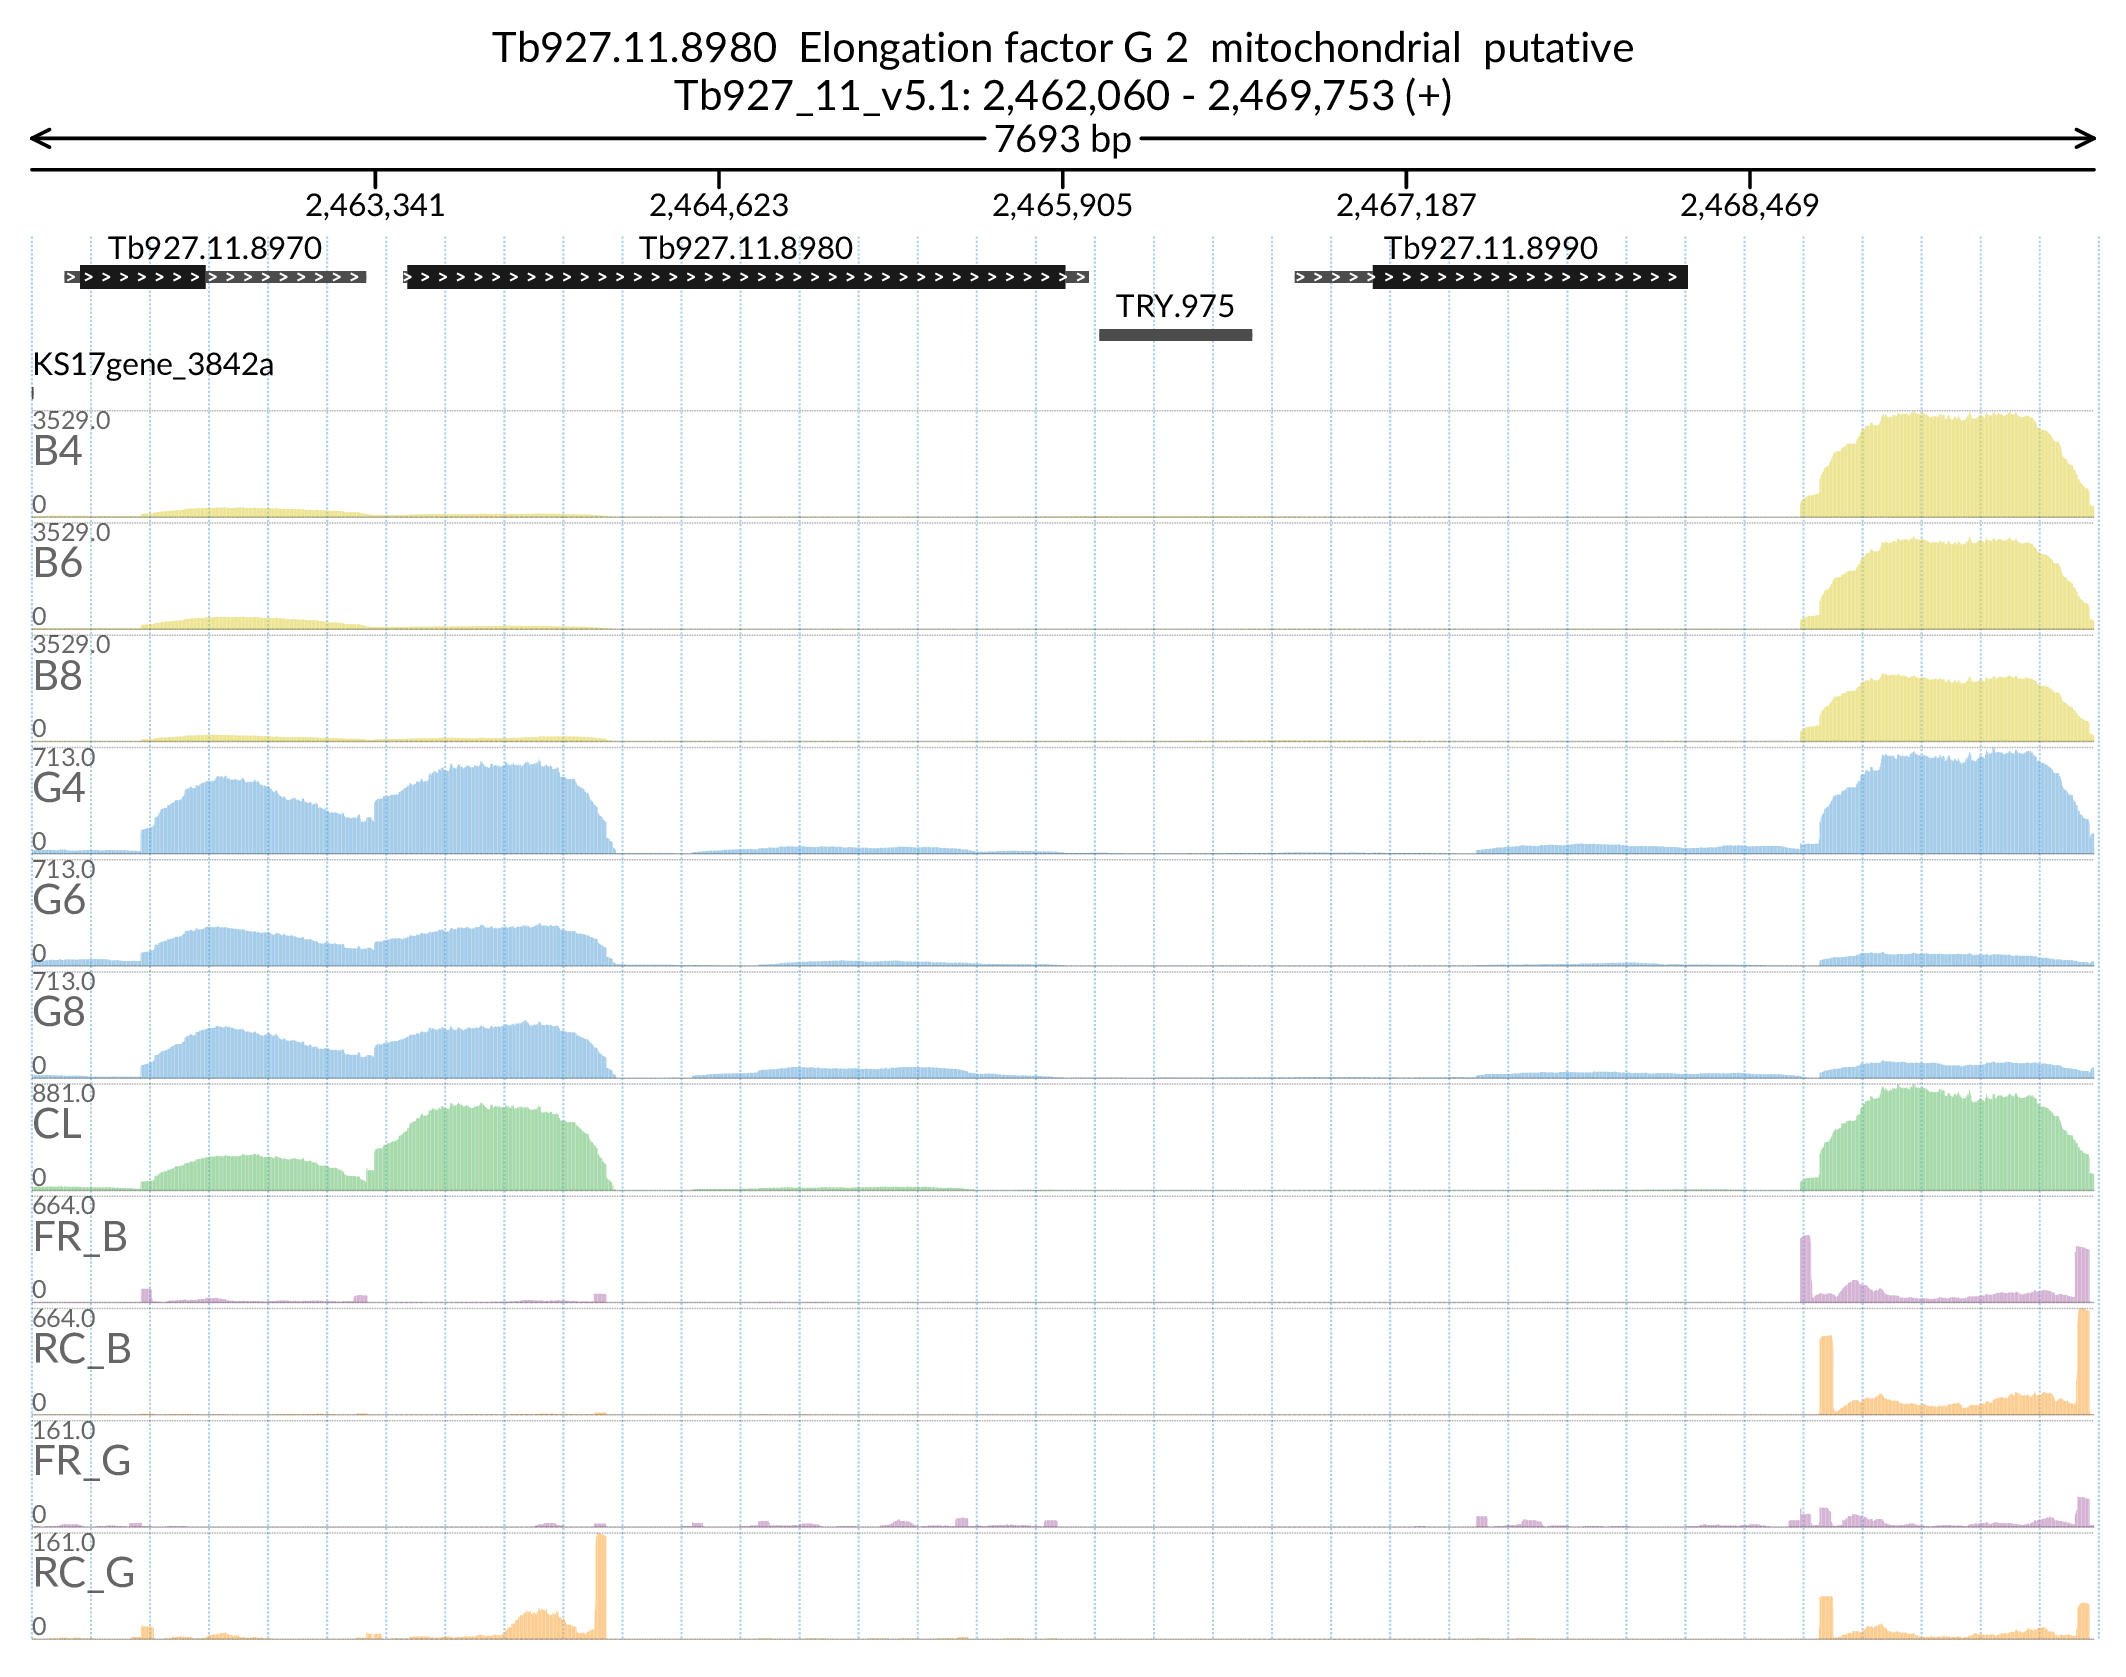 Tb927.11.8980 Elongation factor G 2 mitochondrial putative
Tb927_11_v5.1: 2,462,060 - 2,469,753 (+)
7693 bp
2,463,341 2,464,623 2,465,905 2,467,187 2,468,469
Tb927.11.8970 Tb927.11.8980 Tb927.11.8990
TRY.975
KS17gene_3842a
3529.0
B4
0
3529.0
B6
0
3529.0
B8
0
713.0
G4
0
713.0
G6
0
713.0
G8
0
881.0
CL
0
664.0
FR_B
0
664.0
RC_B
0
161.0
FR_G
0
161.0
RC_G
0